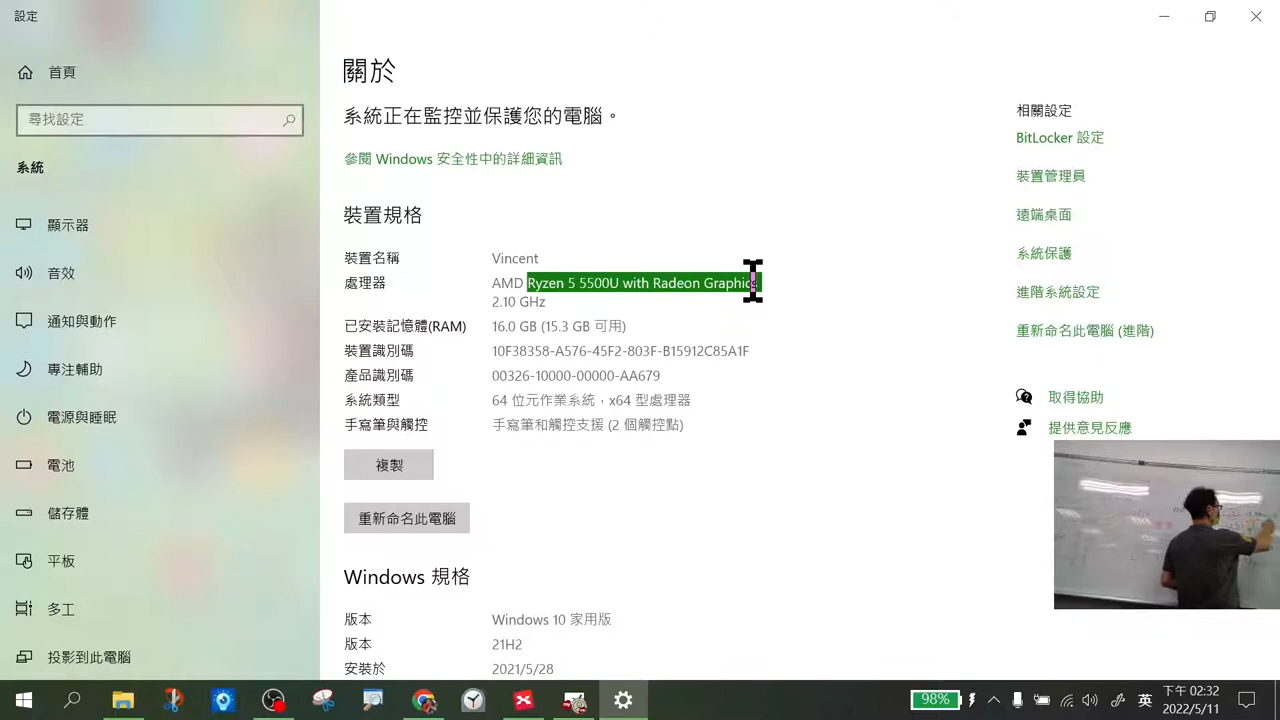 設定
首頁
尋找設定
系統
顯示器
音效
通知與動作
專注輔助
電源與睡眠
電池
儲存體
平板
多工
投影到此電腦
關於
系統正在監控並保護您的電腦。
參閱 Windows 安全性中的詳細資訊
裝置規格
裝置名稱 Vincent
處理器 AMD Ryzen 5 5500U with Radeon Graphics
2.10 GHz
已安裝記憶體(RAM) 16.0 GB (15.3 GB 可用)
裝置識別碼 10F38358-A576-45F2-803F-B15912C85A1F
產品識別碼 00326-10000-00000-AA679
系統類型 64 位元作業系統，x64 型處理器
手寫筆與觸控 手寫筆和觸控支援 (2 個觸控點)
複製
重新命名此電腦
Windows 規格
版本 Windows 10 家用版
版本 21H2
安裝於 2021/5/28
相關設定
BitLocker 設定
裝置管理員
遠端桌面
系統保護
進階系統設定
重新命名此電腦 (進階)
取得協助
提供意見反應
98%
英
下午 02:32
2022/5/11